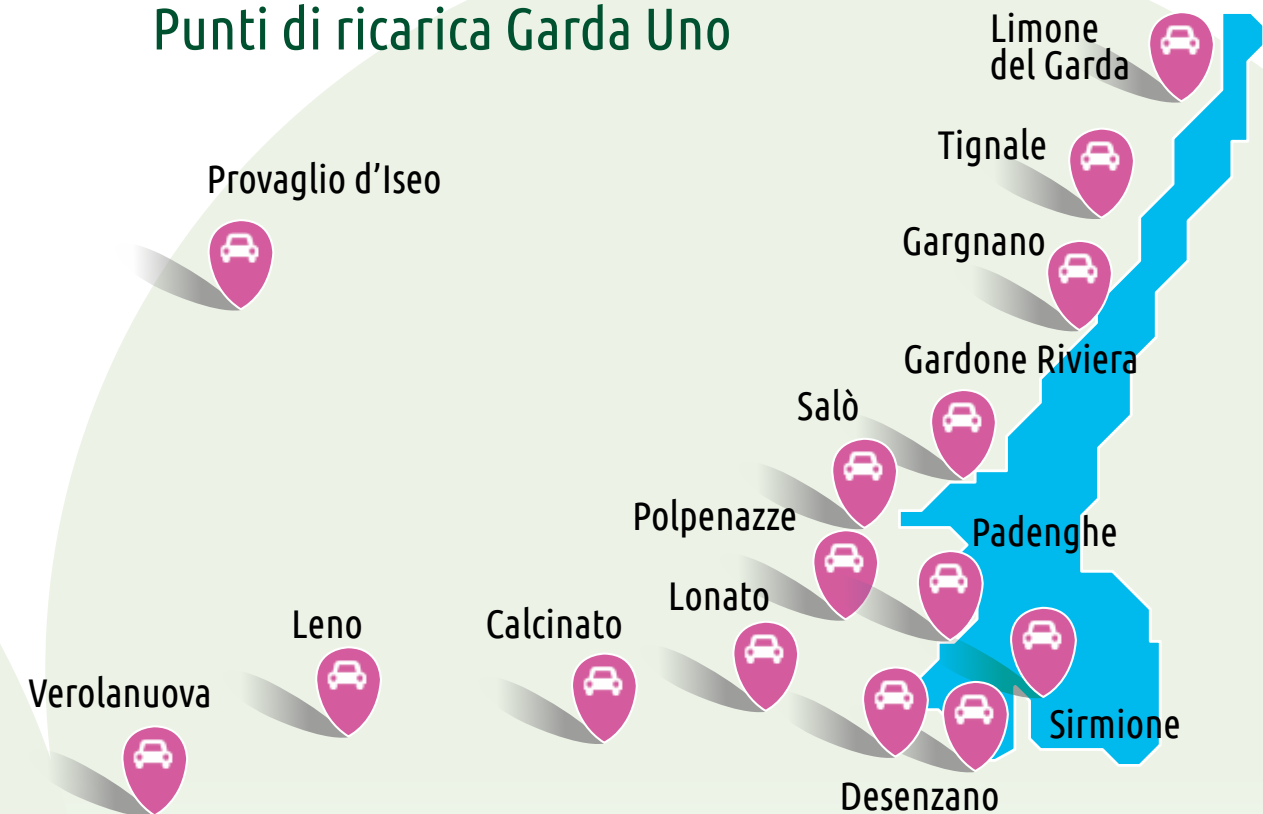 Punti di ricarica Garda Uno
Limone
del Garda
Tignale
Provaglio d'Iseo
Gargnano
Gardone Riviera
Salò
Polpenazze
Padenghe
Lonato
Leno
Calcinato
Verolanuova
Sirmione
Desenzano